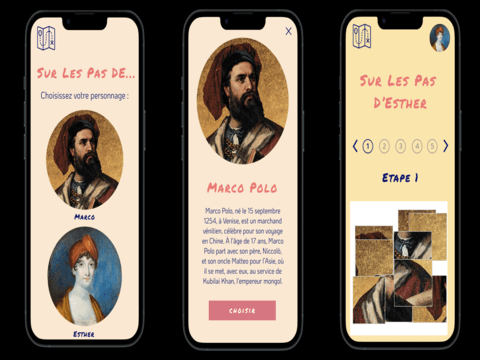 Sur Les Pas De...
Choisissez votre personnage :
Marco
Esther
X
Marco Polo
Marco Polo, né le 15 septembre
1254, à Venise, est un marchand
vénitien, célèbre pour son voyage
en Chine. À l'âge de 17 ans, Marco
Polo part avec son père, Niccolò,
et son oncle Matteo pour l'Asie, où
il se met, avec eux, au service de
Kubilai Khan, l'empereur mongol.
CHOISIR
Sur Les Pas
D'Esther
1 2 3 4 5
Etape 1